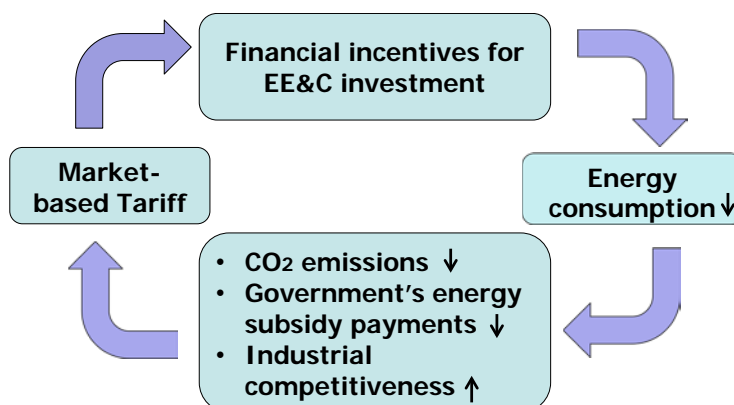 Financial incentives for
EE&C investment
Market-
based Tariff
Energy
consumption ↓
• CO2 emissions ↓
• Government's energy
subsidy payments ↓
• Industrial
competitiveness ↑